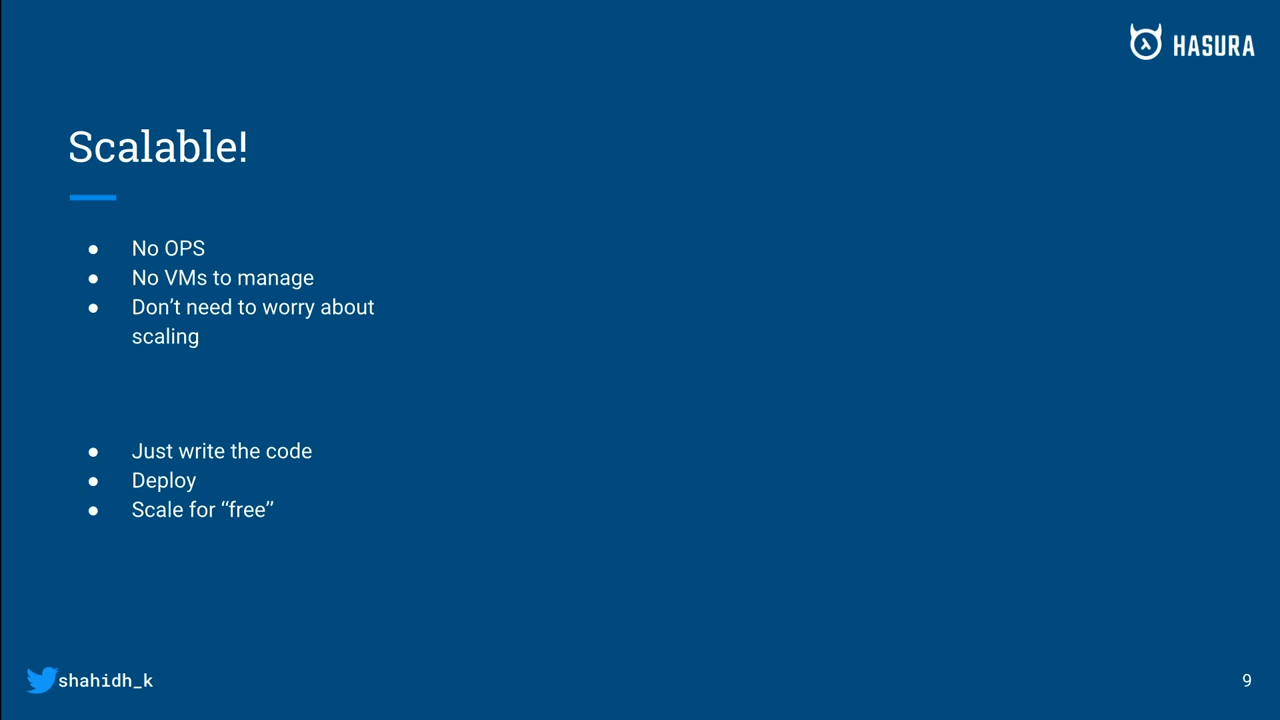 HASURA
Scalable!
● No OPS
● No VMs to manage
● Don’t need to worry about
scaling
● Just write the code
● Deploy
● Scale for “free”
shahidh_k
9